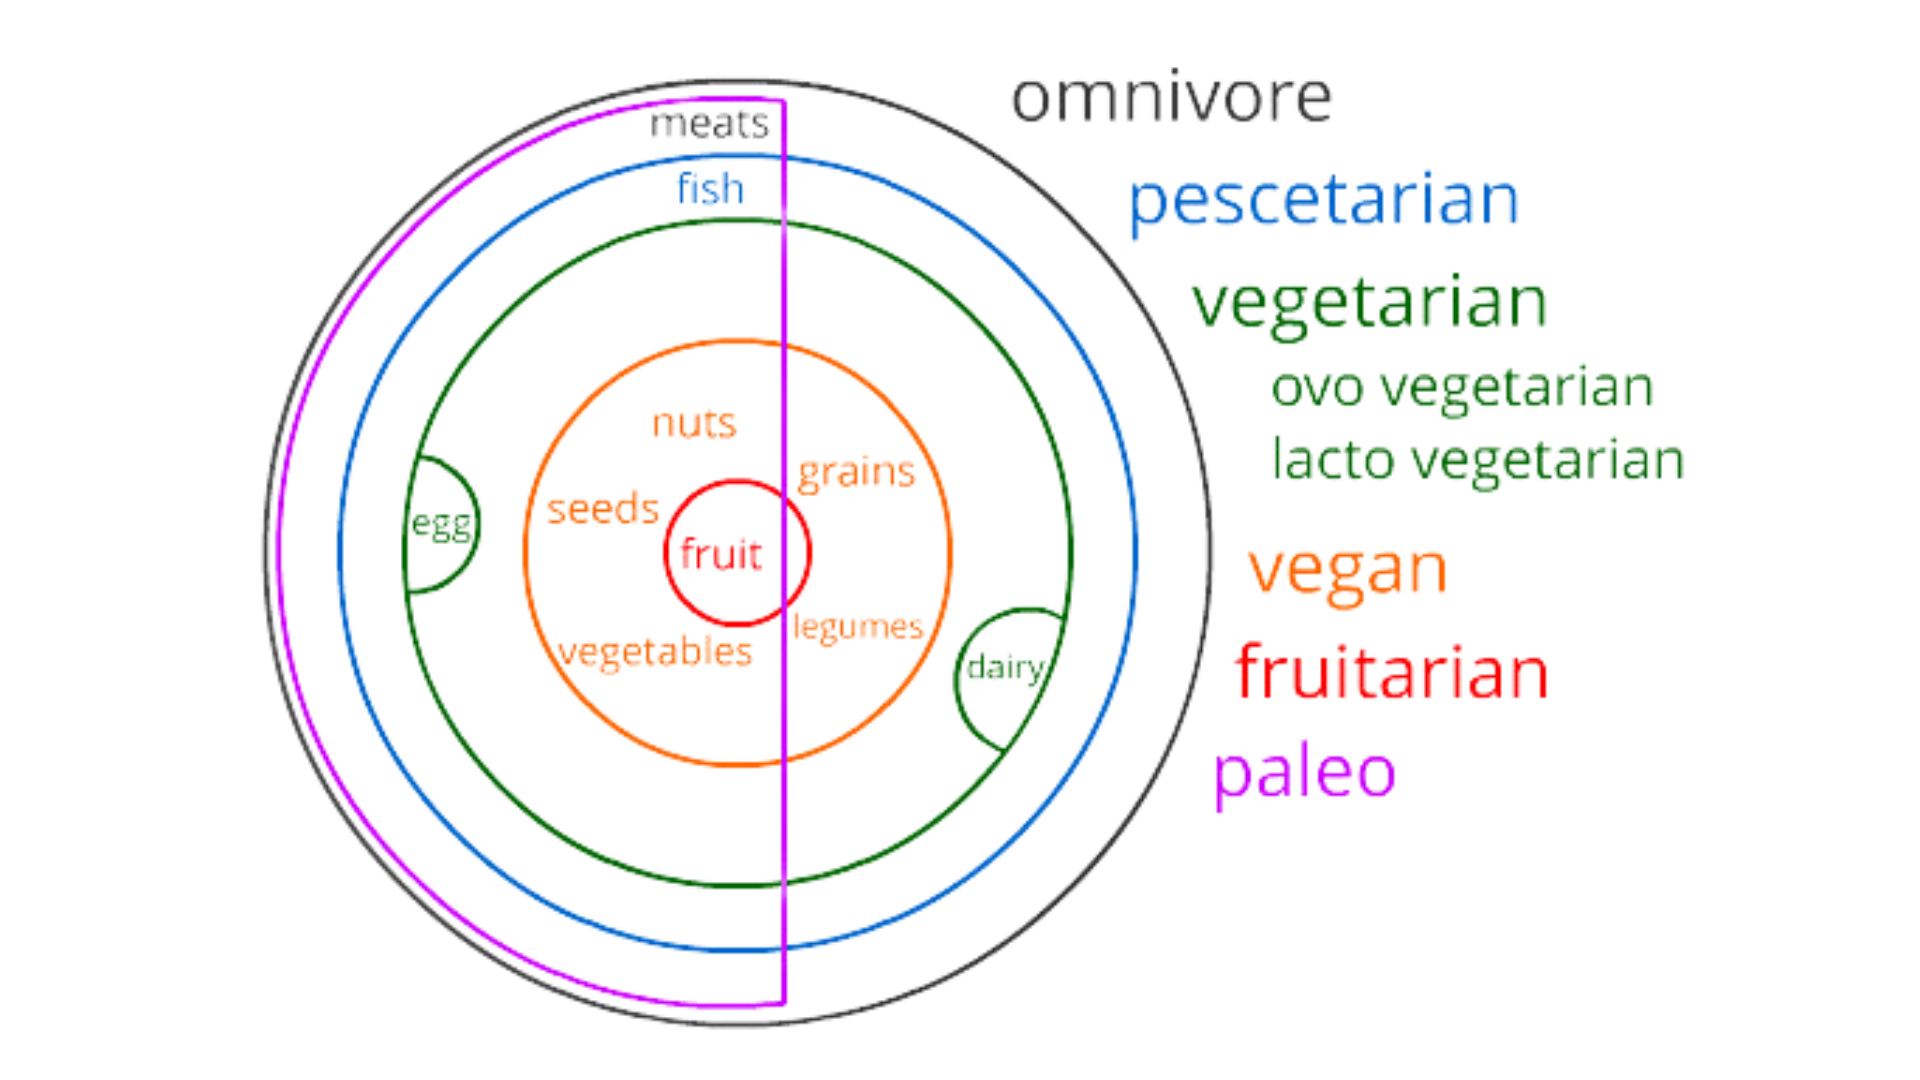 omnivore
pescetarian
vegetarian
ovo vegetarian
lacto vegetarian
vegan
fruitarian
paleo
meats
fish
nuts
grains
seeds
egg
fruit
legumes
vegetables
dairy